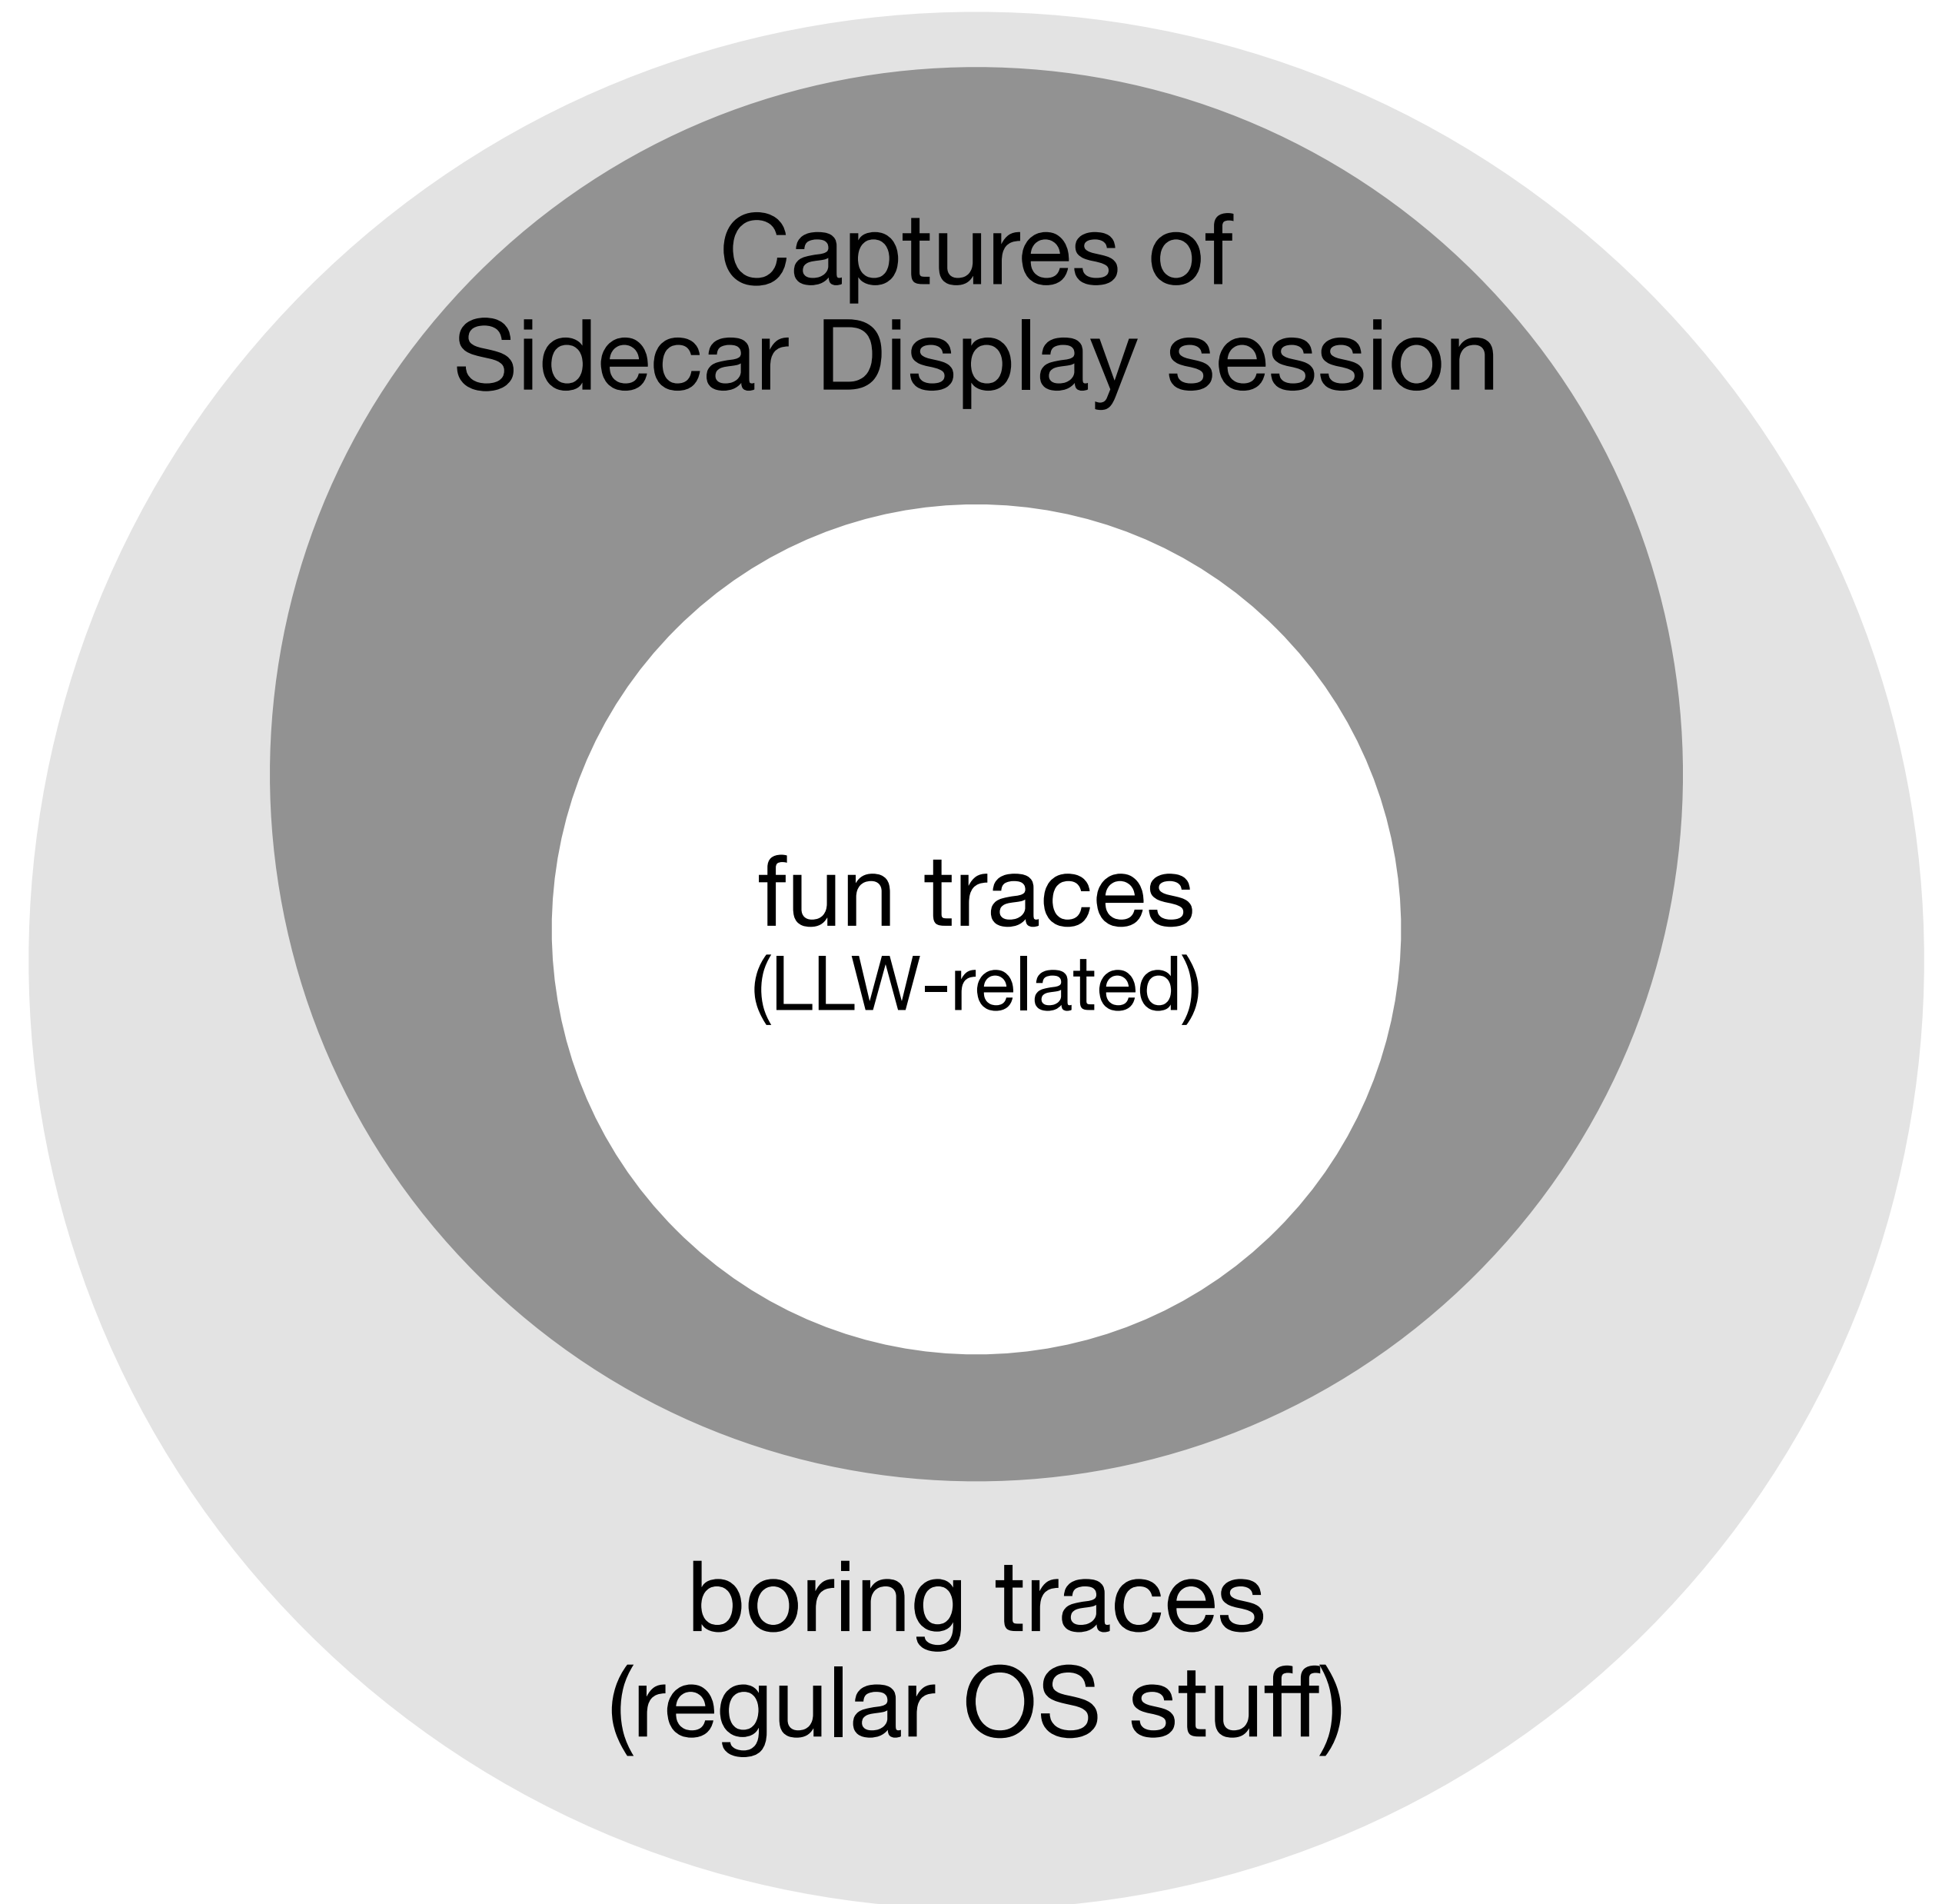 Captures of
Sidecar Display session
fun traces
(LLW-related)
boring traces
(regular OS stuff)